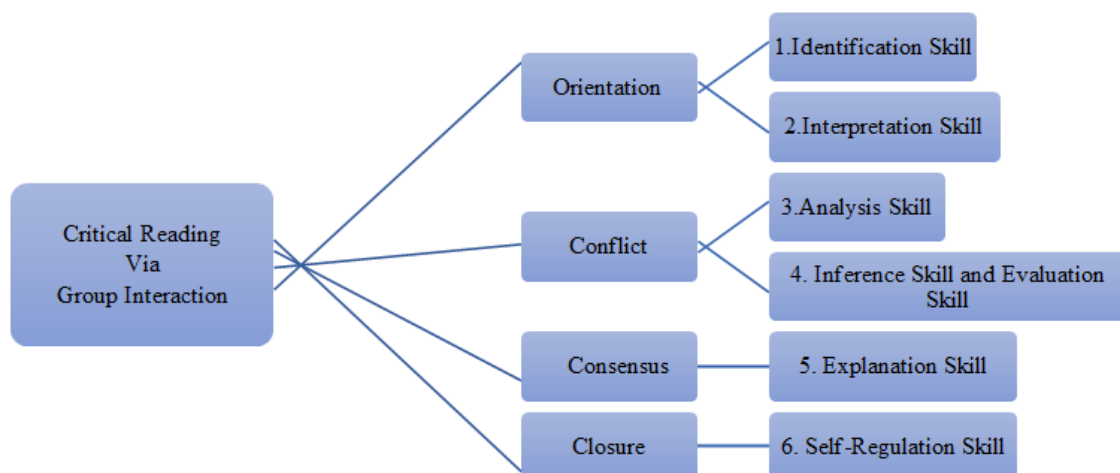 Critical Reading
Via
Group Interaction
Orientation
1.Identification Skill
2.Interpretation Skill
Conflict
3.Analysis Skill
4. Inference Skill and Evaluation
Skill
Consensus
5. Explanation Skill
Closure
6. Self-Regulation Skill